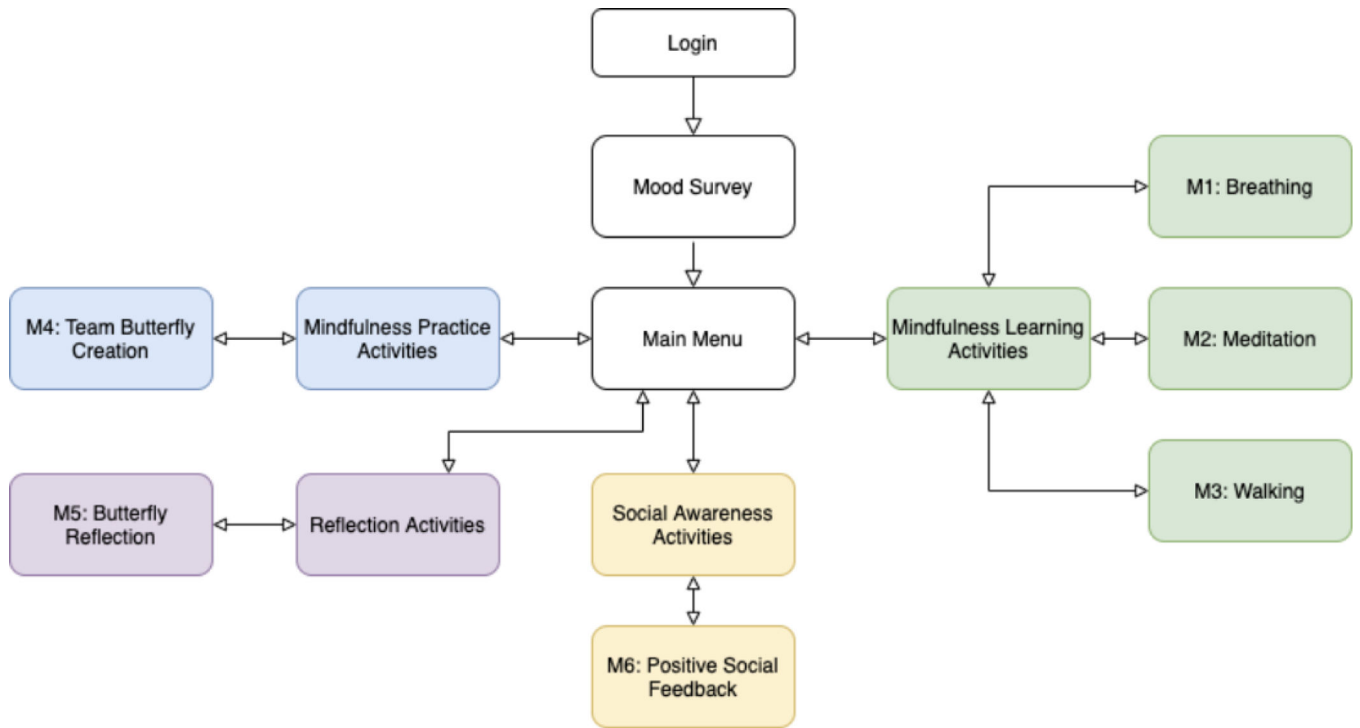 Login
Mood Survey
M1: Breathing
M4: Team Butterfly
Creation
Mindfulness Practice
Activities
Main Menu
Mindfulness Learning
Activities
M2: Meditation
M5: Butterfly
Reflection
Reflection Activities
Social Awareness
Activities
M3: Walking
M6: Positive Social
Feedback